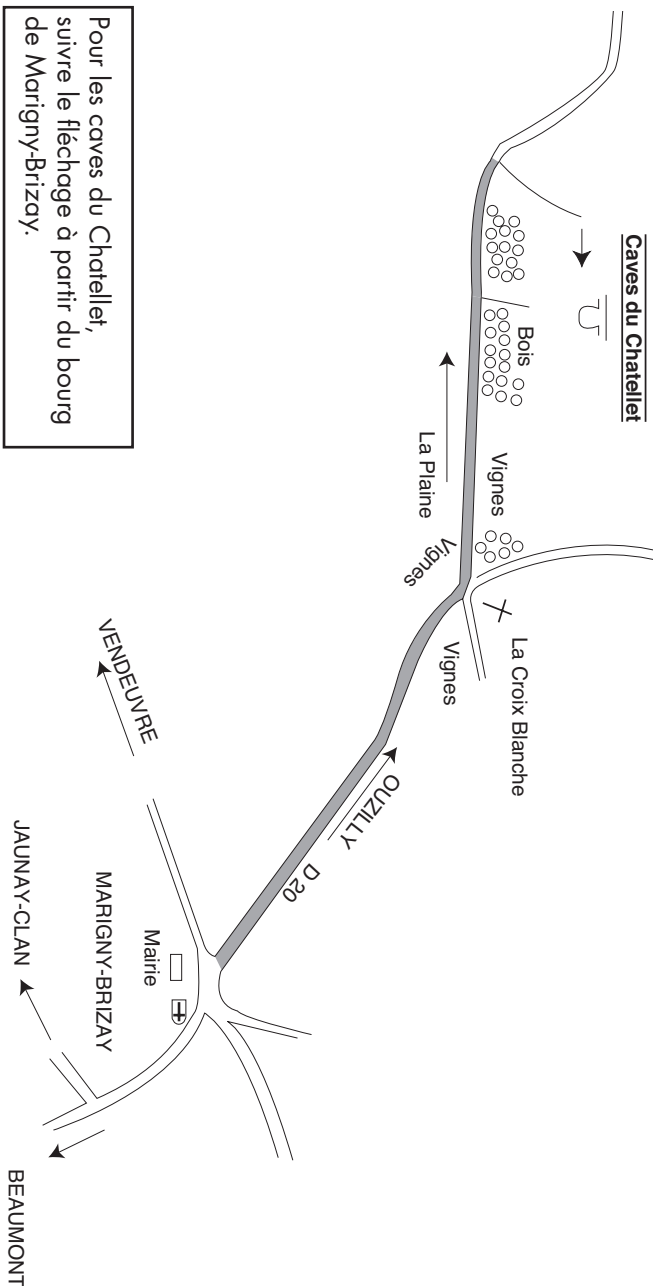 Caves du Chatellet
Bois
Vignes
La Croix Blanche
La Plaine
Vignes
Vignes
OUZILLY
D 20
VENDEUVRE
Mairie
MARIGNY-BRIZAY
JAUNAY-CLAN
BEAUMONT
Pour les caves du Chatellet,
suivre le fléchage à partir du bourg
de Marigny-Brizay.